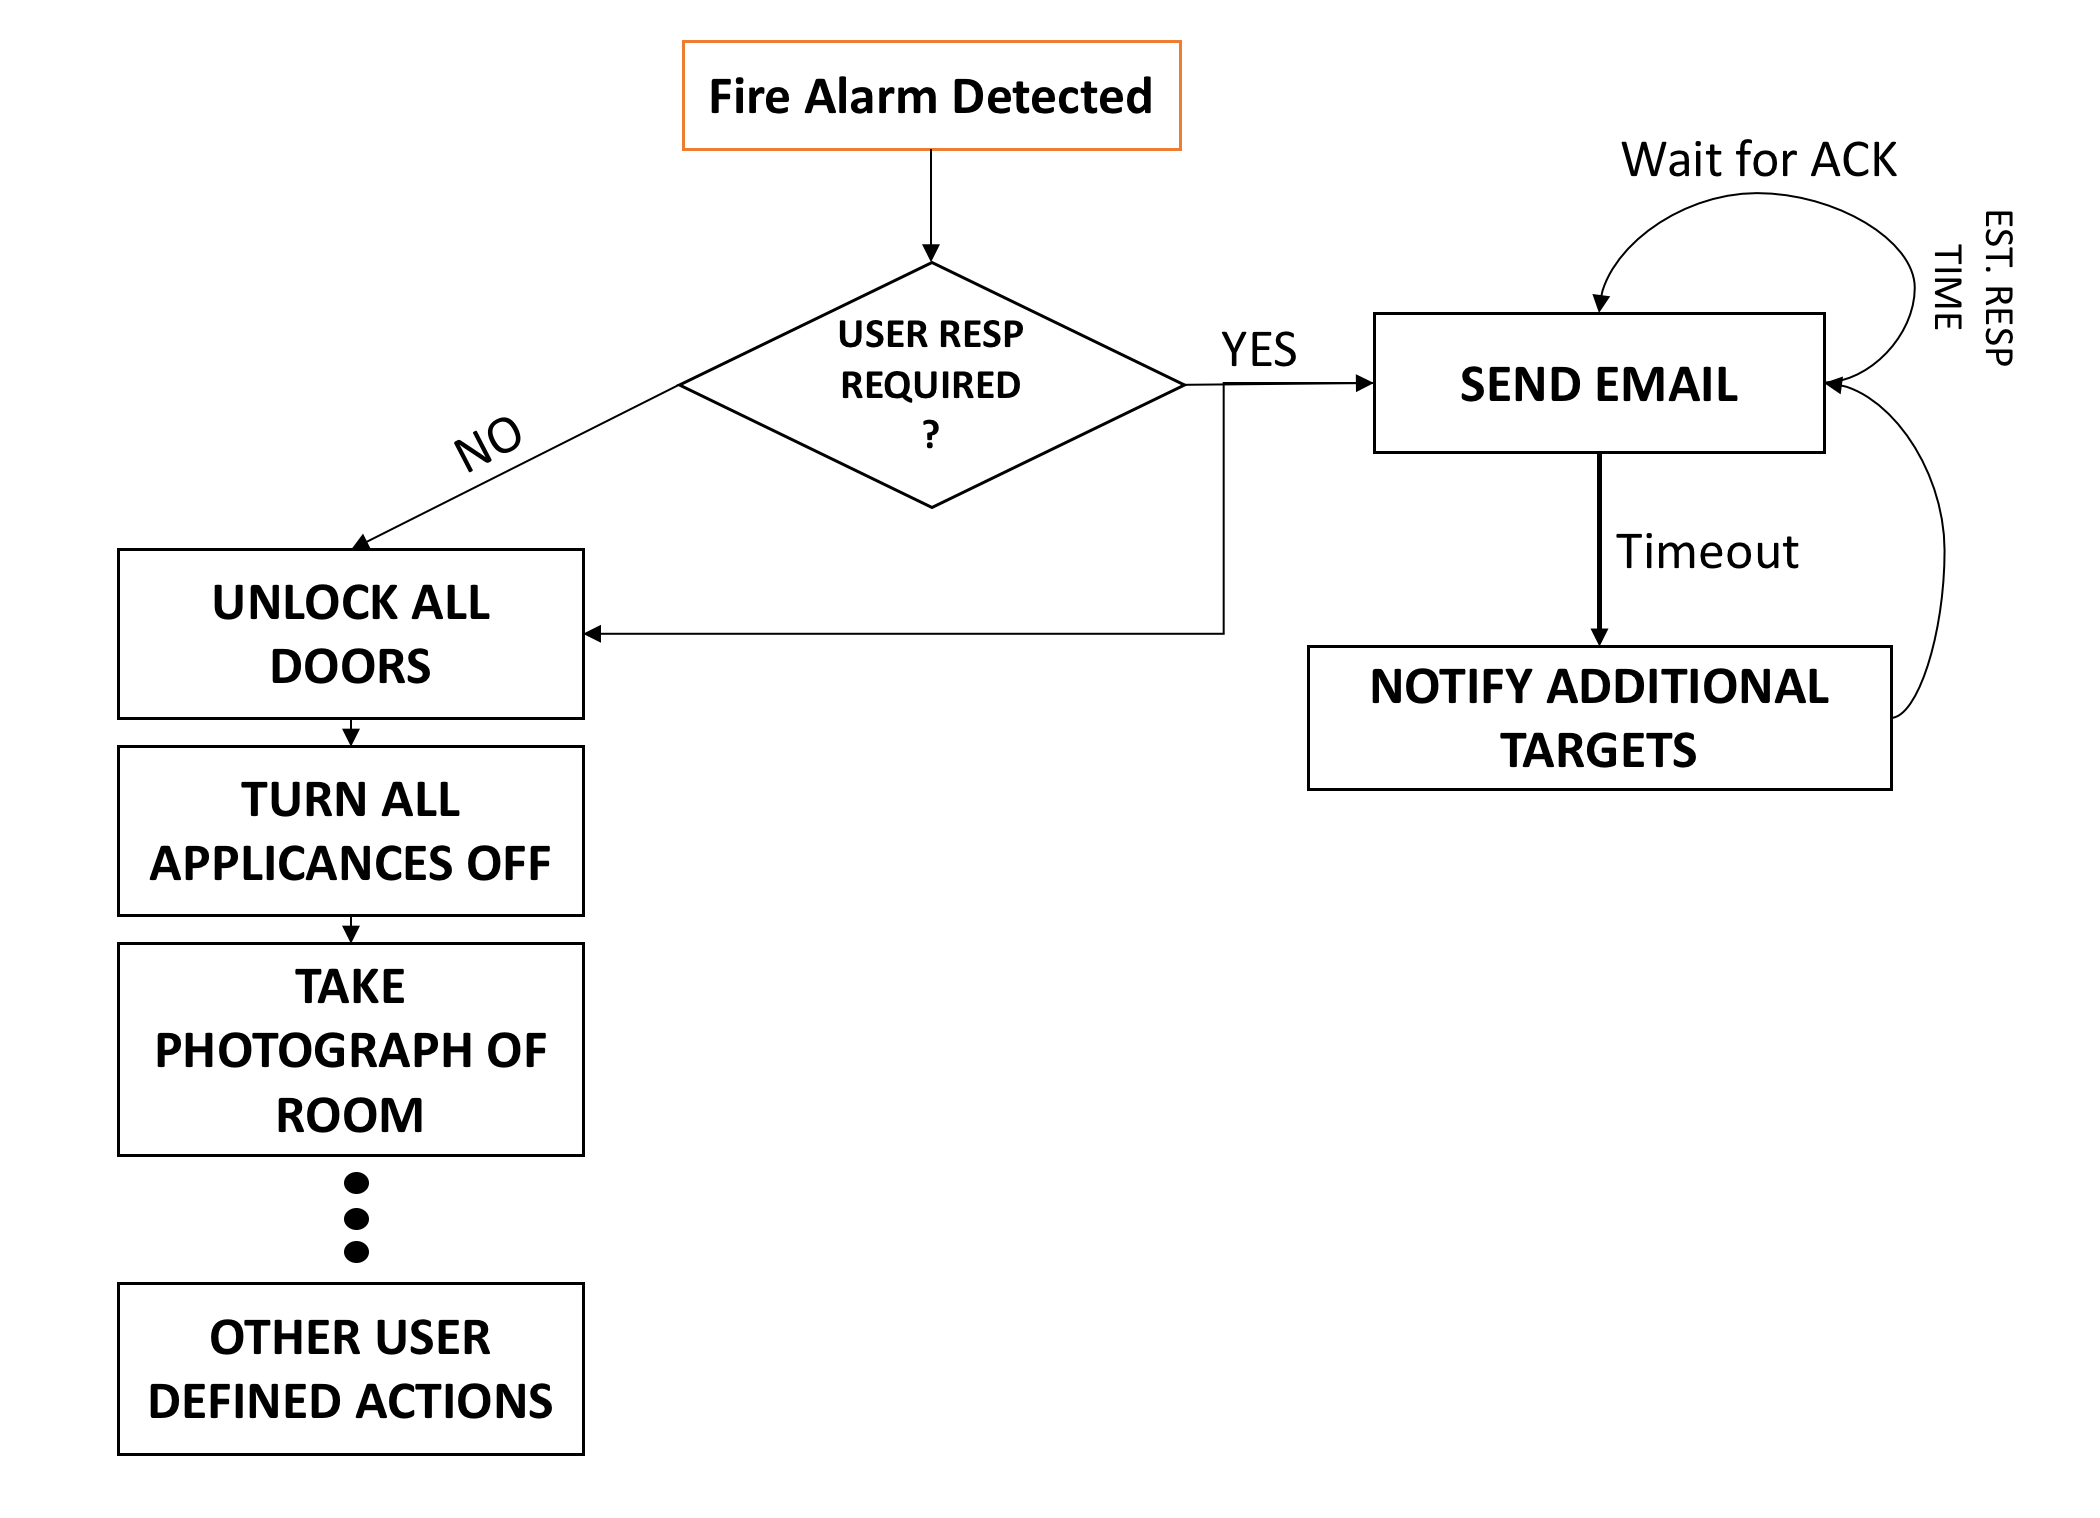 Fire Alarm Detected
Wait for ACK
EST. RESP
TIME
USER RESP
REQUIRED
?
YES
SEND EMAIL
NO
Timeout
UNLOCK ALL
DOORS
NOTIFY ADDITIONAL
TARGETS
TURN ALL
APPLICANCES OFF
TAKE
PHOTOGRAPH OF
ROOM
OTHER USER
DEFINED ACTIONS